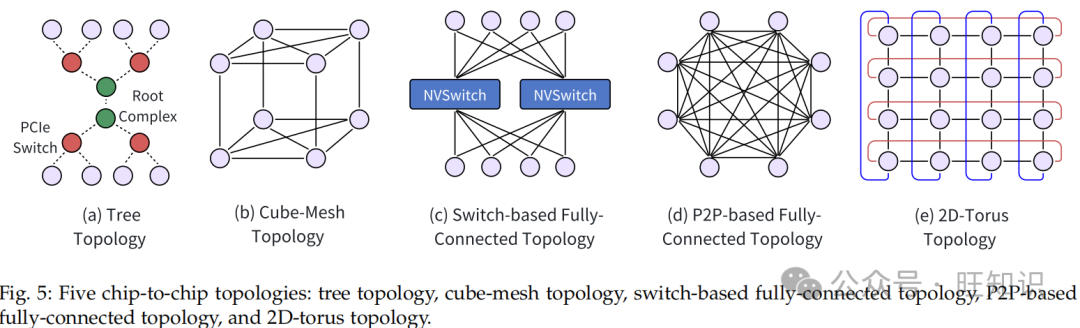 Root
Complex
PCIe
Switch
NVSwitch
NVSwitch
(a) Tree
Topology
(b) Cube-Mesh
Topology
(c) Switch-based Fully-
Connected Topology
(d) P2P-based Fully-
Connected Topology
(e) 2D-Torus
Topology
公众号 · 旺知识
Fig. 5: Five chip-to-chip topologies: tree topology, cube-mesh topology, switch-based fully-connected topology, P2P-based
fully-connected topology, and 2D-torus topology.